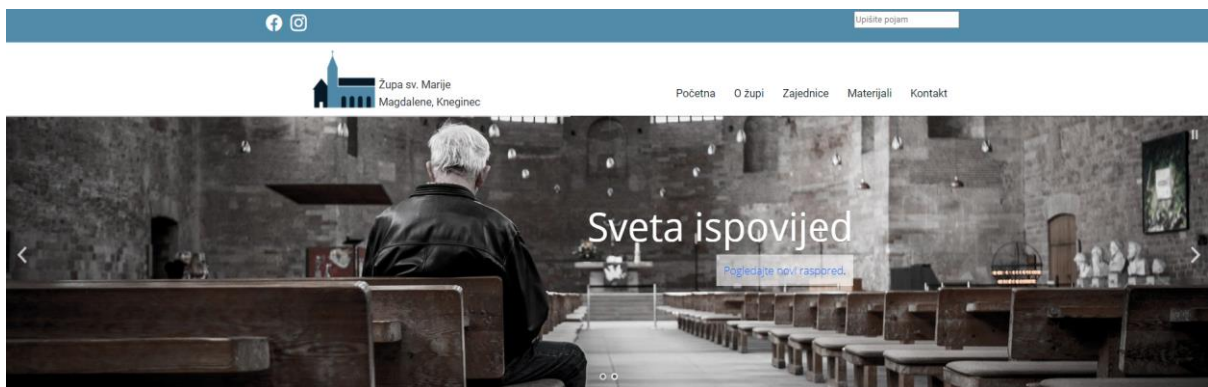 Upišite pojam
Župa sv. Marije
Magdalene, Kneginec
Početna O župi Zajednice Materijali Kontakt
Sveta ispovijed
Pogledajte novi raspored.